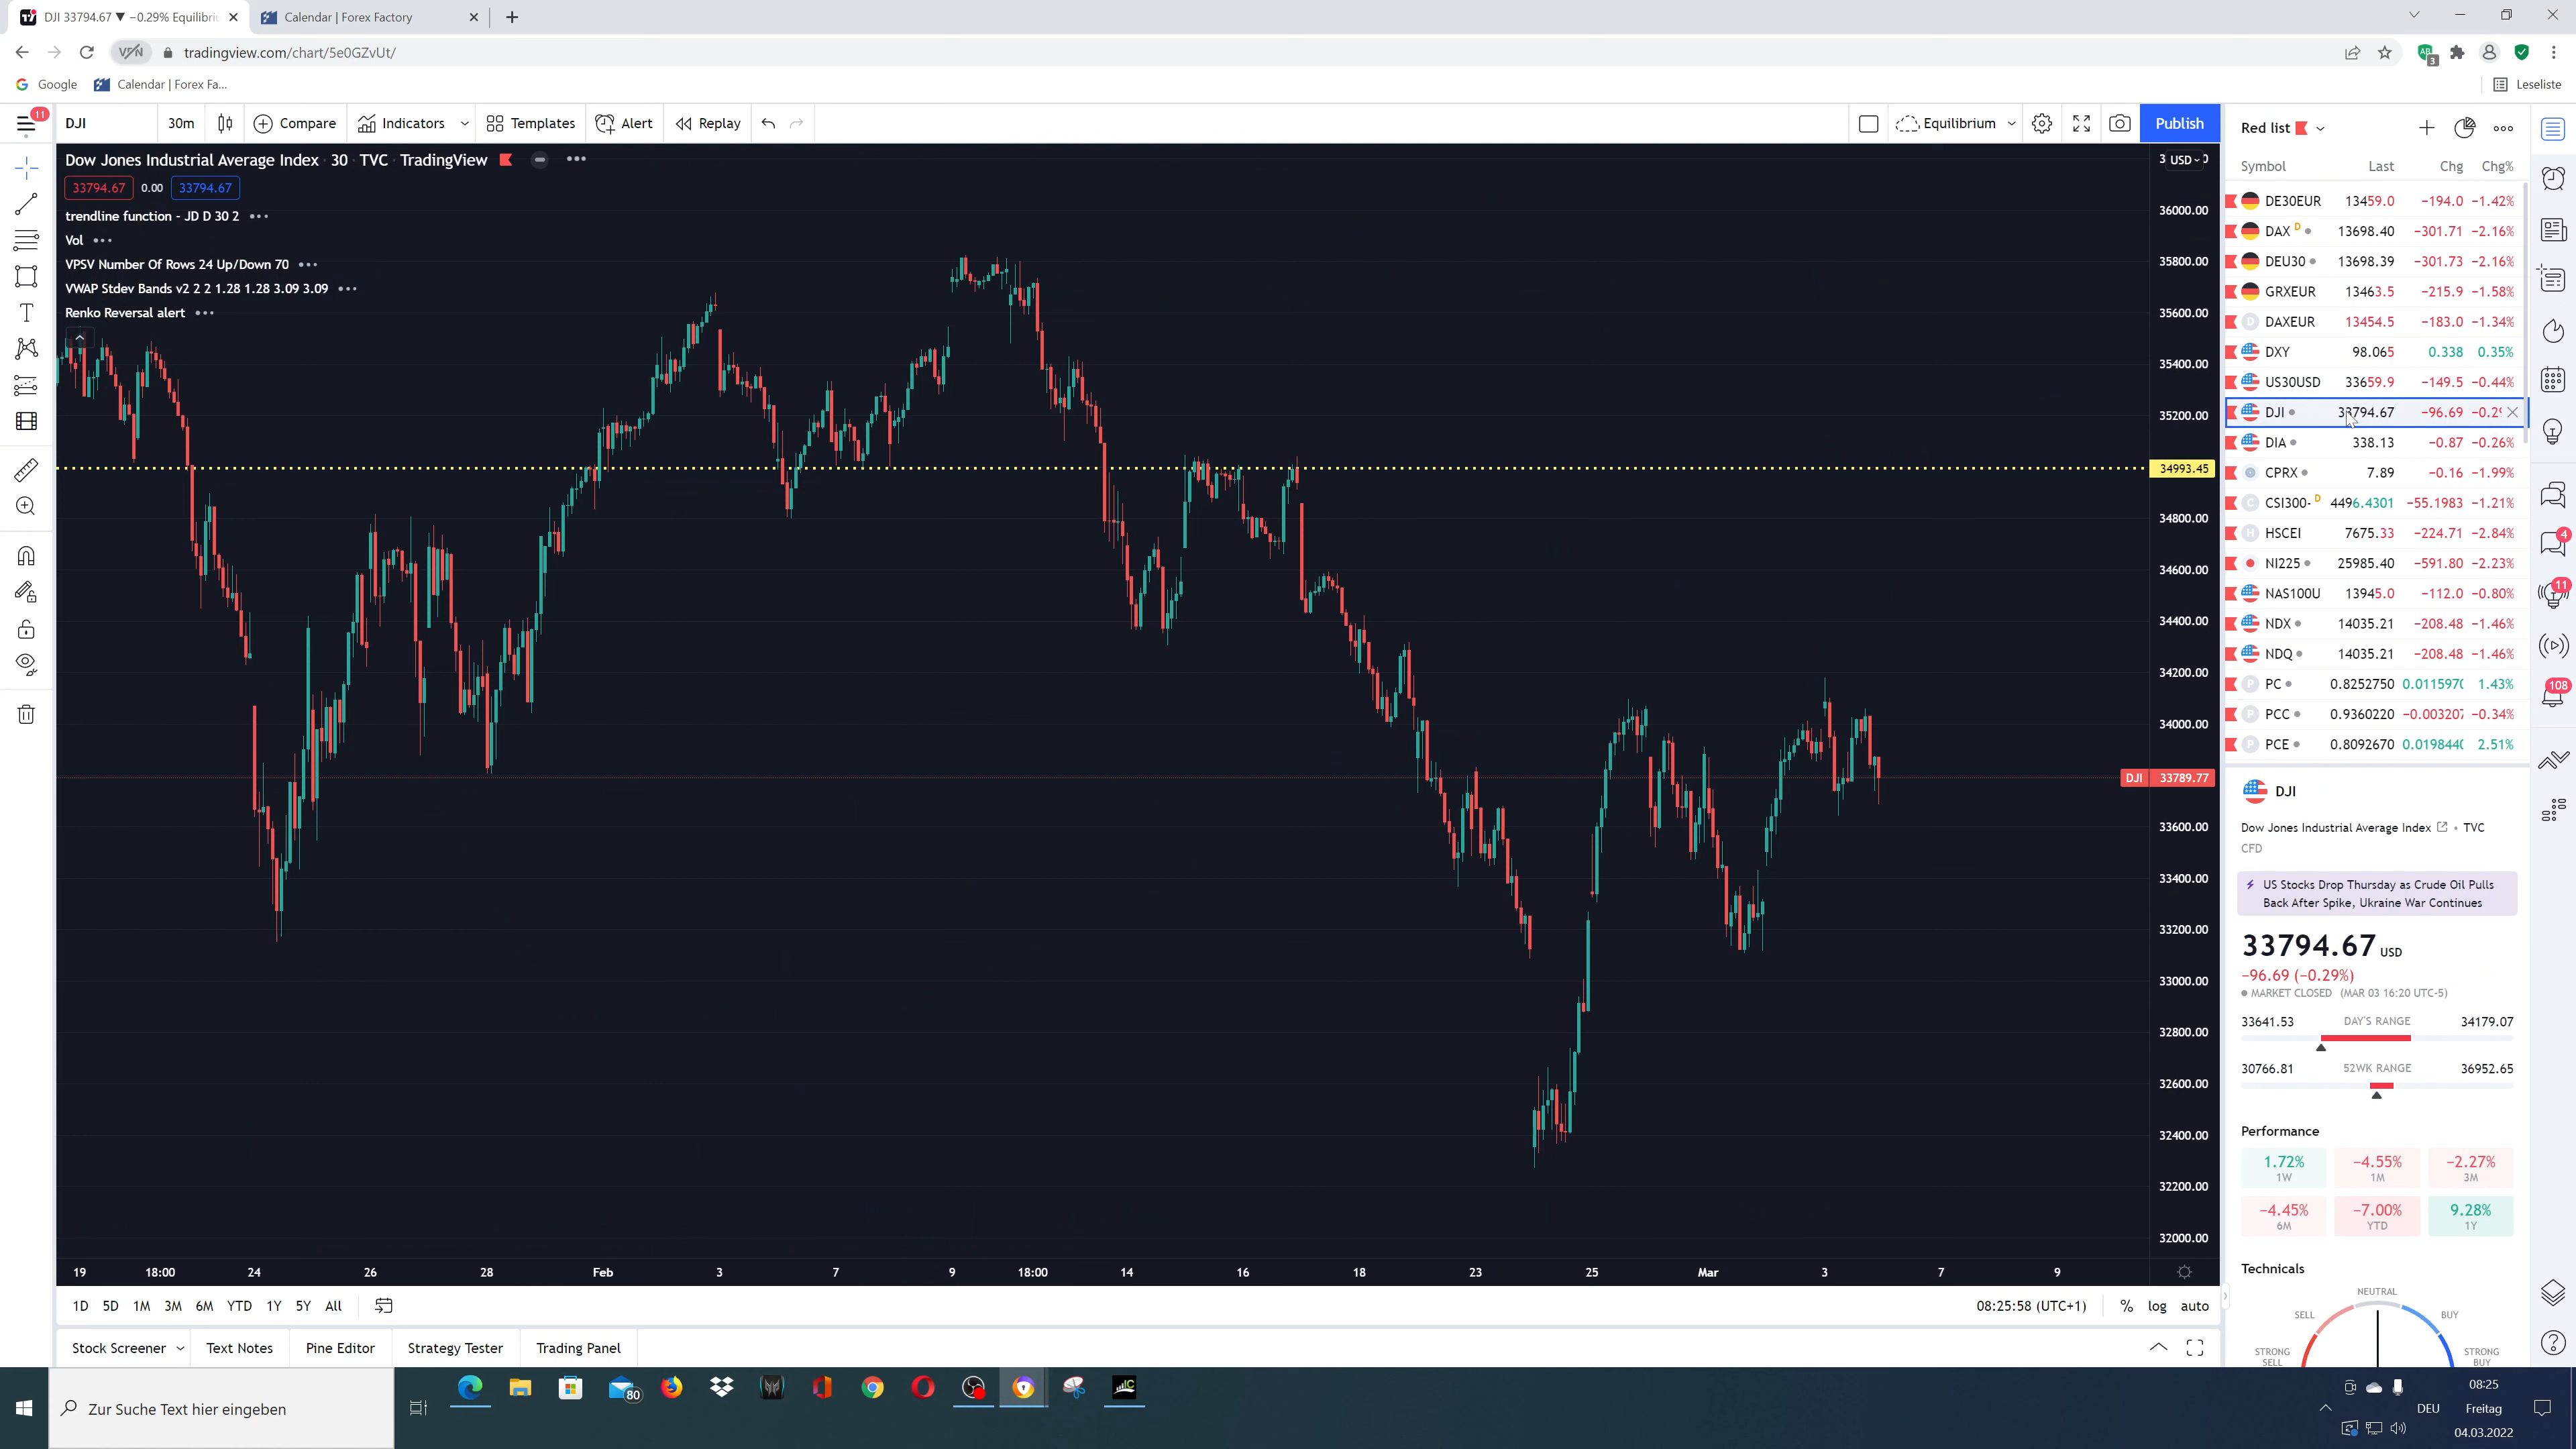 DJI 33794.67 ▼ −0.29% Equilibri
Calendar | Forex Factory
tradingview.com/chart/5e0GZvUt/
VPN
3
Google
Calendar | Forex Fa...
Leseliste
11
DJI
30m
Compare
Indicators
Templates
Alert
Replay
Equilibrium
Publish
Dow Jones Industrial Average Index · 30 · TVC · TradingView
33794.67 0.00 33794.67
trendline function - JD D 30 2
Vol
VPSV Number Of Rows 24 Up/Down 70
VWAP Stdev Bands v2 2 2 1.28 1.28 3.09 3.09
Renko Reversal alert
USD
36000.00
35800.00
35600.00
35400.00
35200.00
34993.45
34800.00
34600.00
34400.00
34200.00
34000.00
DJI 33789.77
33600.00
33400.00
33200.00
33000.00
32800.00
32600.00
32400.00
32200.00
32000.00
19 18:00 24 26 28 Feb 3 7 9 18:00 14 16 18 23 25 Mar 3 7 9
1D 5D 1M 3M 6M YTD 1Y 5Y All
08:25:58 (UTC+1) % log auto
Stock Screener Text Notes Pine Editor Strategy Tester Trading Panel
Red list
Symbol Last Chg Chg%
DE30EUR 13459.0 −194.0 −1.42%
DAX D 13698.40 −301.71 −2.16%
DEU30 13698.39 −301.73 −2.16%
GRXEUR 13463.5 −215.9 −1.58%
DAXEUR 13454.5 −183.0 −1.34%
DXY 98.065 0.338 0.35%
US30USD 33659.9 −149.5 −0.44%
DJI 33794.67 −96.69 −0.29
DIA 338.13 −0.87 −0.26%
CPRX 7.89 −0.16 −1.99%
CSI300- D 4496.4301 −55.1983 −1.21%
HSCEI 7675.33 −224.71 −2.84%
NI225 25985.40 −591.80 −2.23%
NAS100U 13945.0 −112.0 −0.80%
NDX 14035.21 −208.48 −1.46%
NDQ 14035.21 −208.48 −1.46%
PC 0.8252750 0.011597 1.43%
PCC 0.9360220 −0.00320 −0.34%
PCE 0.8092670 0.019844 2.51%
DJI
Dow Jones Industrial Average Index • TVC
CFD
US Stocks Drop Thursday as Crude Oil Pulls
Back After Spike, Ukraine War Continues
33794.67 USD
−96.69 (−0.29%)
MARKET CLOSED (MAR 03 16:20 UTC-5)
33641.53 DAY'S RANGE 34179.07
30766.81 52WK RANGE 36952.65
Performance
1.72% −4.55% −2.27%
1W 1M 3M
−4.45% −7.00% 9.28%
6M YTD 1Y
Technicals
NEUTRAL
SELL BUY
STRONG SELL STRONG BUY
4
11
108
Zur Suche Text hier eingeben
80
DEU
08:25
Freitag
04.03.2022